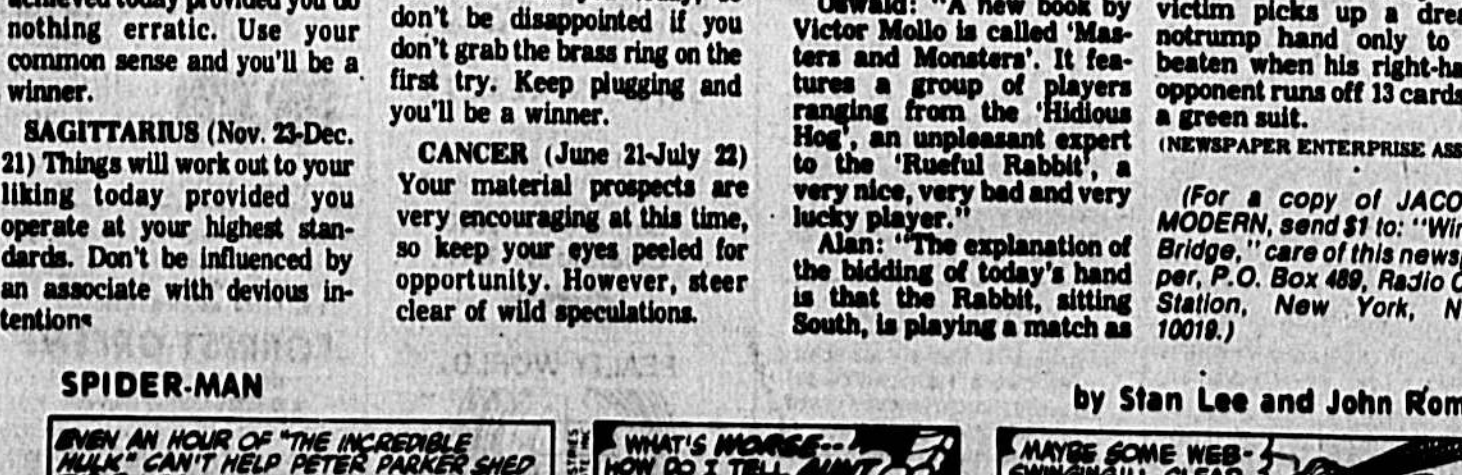 nothing erratic. Use your
common sense and you'll be a
winner.
SAGITTARIUS (Nov. 23-Dec.
21) Things will work out to your
liking today provided you
operate at your highest stan-
dards. Don't be influenced by
an associate with devious in-
tentions
don't be disappointed if you
don't grab the brass ring on the
first try. Keep plugging and
you'll be a winner.
CANCER (June 21-July 22)
Your material prospects are
very encouraging at this time,
so keep your eyes peeled for
opportunity. However, steer
clear of wild speculations.
Oswald: "A new book by
Victor Mollo is called 'Mas-
ters and Monsters'. It fea-
tures a group of players
ranging from the 'Hidious
Hog', an unpleasant expert
to the 'Rueful Rabbit', a
very nice, very bad and very
lucky player."
Alan: "The explanation of
the bidding of today's hand
is that the Rabbit, sitting
South, is playing a match as
victim picks up a
notrump hand only to
beaten when his
opponent runs off 13 cards
a green suit.
(NEWSPAPER ENTERPRISE
(For a copy of
MODERN, send $1 to:
Bridge," care of this
per, P.O. Box 489, Radio
Station, New York,
10019.)
SPIDER-MAN
by Stan Lee and John
EVEN AN HOUR OF "THE INCREDIBLE
HULK" CAN'T HELP PETER PARKER SHED
WHAT'S WORSE...
HOW DO I TELL AUNT
MAYBE SOME WEB-